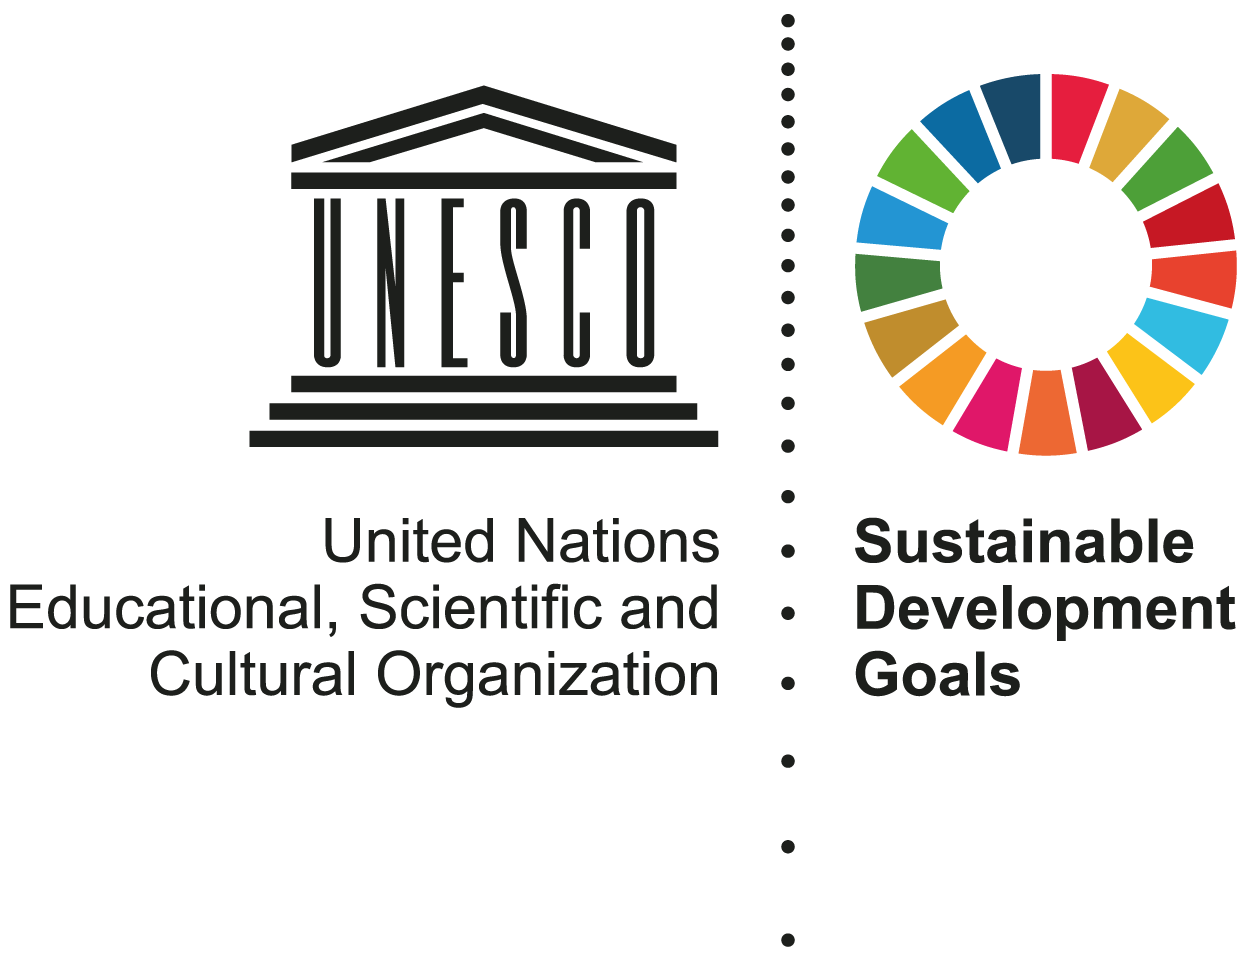 UNESCO
United Nations
Educational, Scientific and
Cultural Organization
Sustainable
Development
Goals